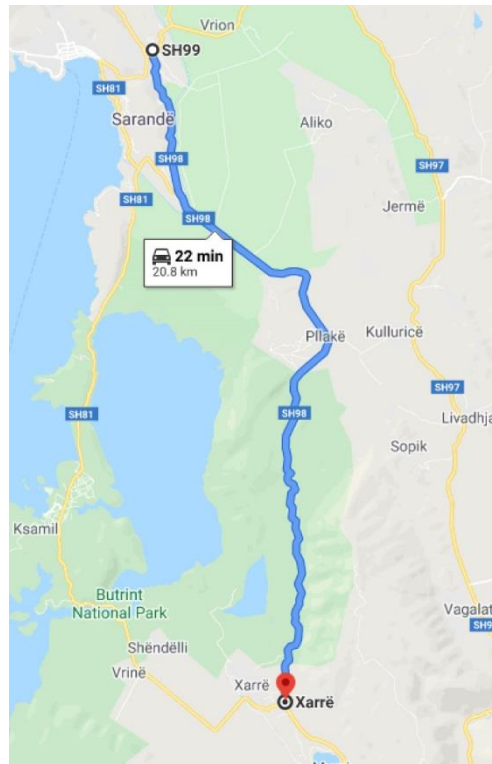 Vrion
SH99
SH81
Sarandë
Aliko
SH98
SH97
SH81
Jermë
SH98
22 min
20.8 km
Pllakë
Kulluricë
SH97
SH81
SH98
Livadhja
Sopik
Ksamil
Butrint
National Park
Vagalat
Shëndëlli
Vrinë
Xarrë
Xarrë